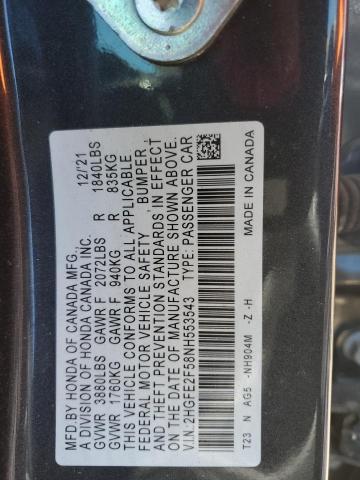 MFD.BY HONDA OF CANADA MFG. 12/'21
A DIVISION OF HONDA CANADA INC.
GVWR 3860LBS GAWR F 2072LBS R 1840LBS
GVWR 1760KG GAWR F 940KG R 835KG
THIS VEHICLE CONFORMS TO ALL APPLICABLE
FEDERAL MOTOR VEHICLE SAFETY BUMPER,
AND THEFT PREVENTION STANDARDS IN EFFECT
ON THE DATE OF MANUFACTURE SHOWN ABOVE.
V.I.N: 2HGFE2F56NH553543 TYPE: PASSENGER CAR
T23 N AG5 -NH904M -Z -H MADE IN CANADA